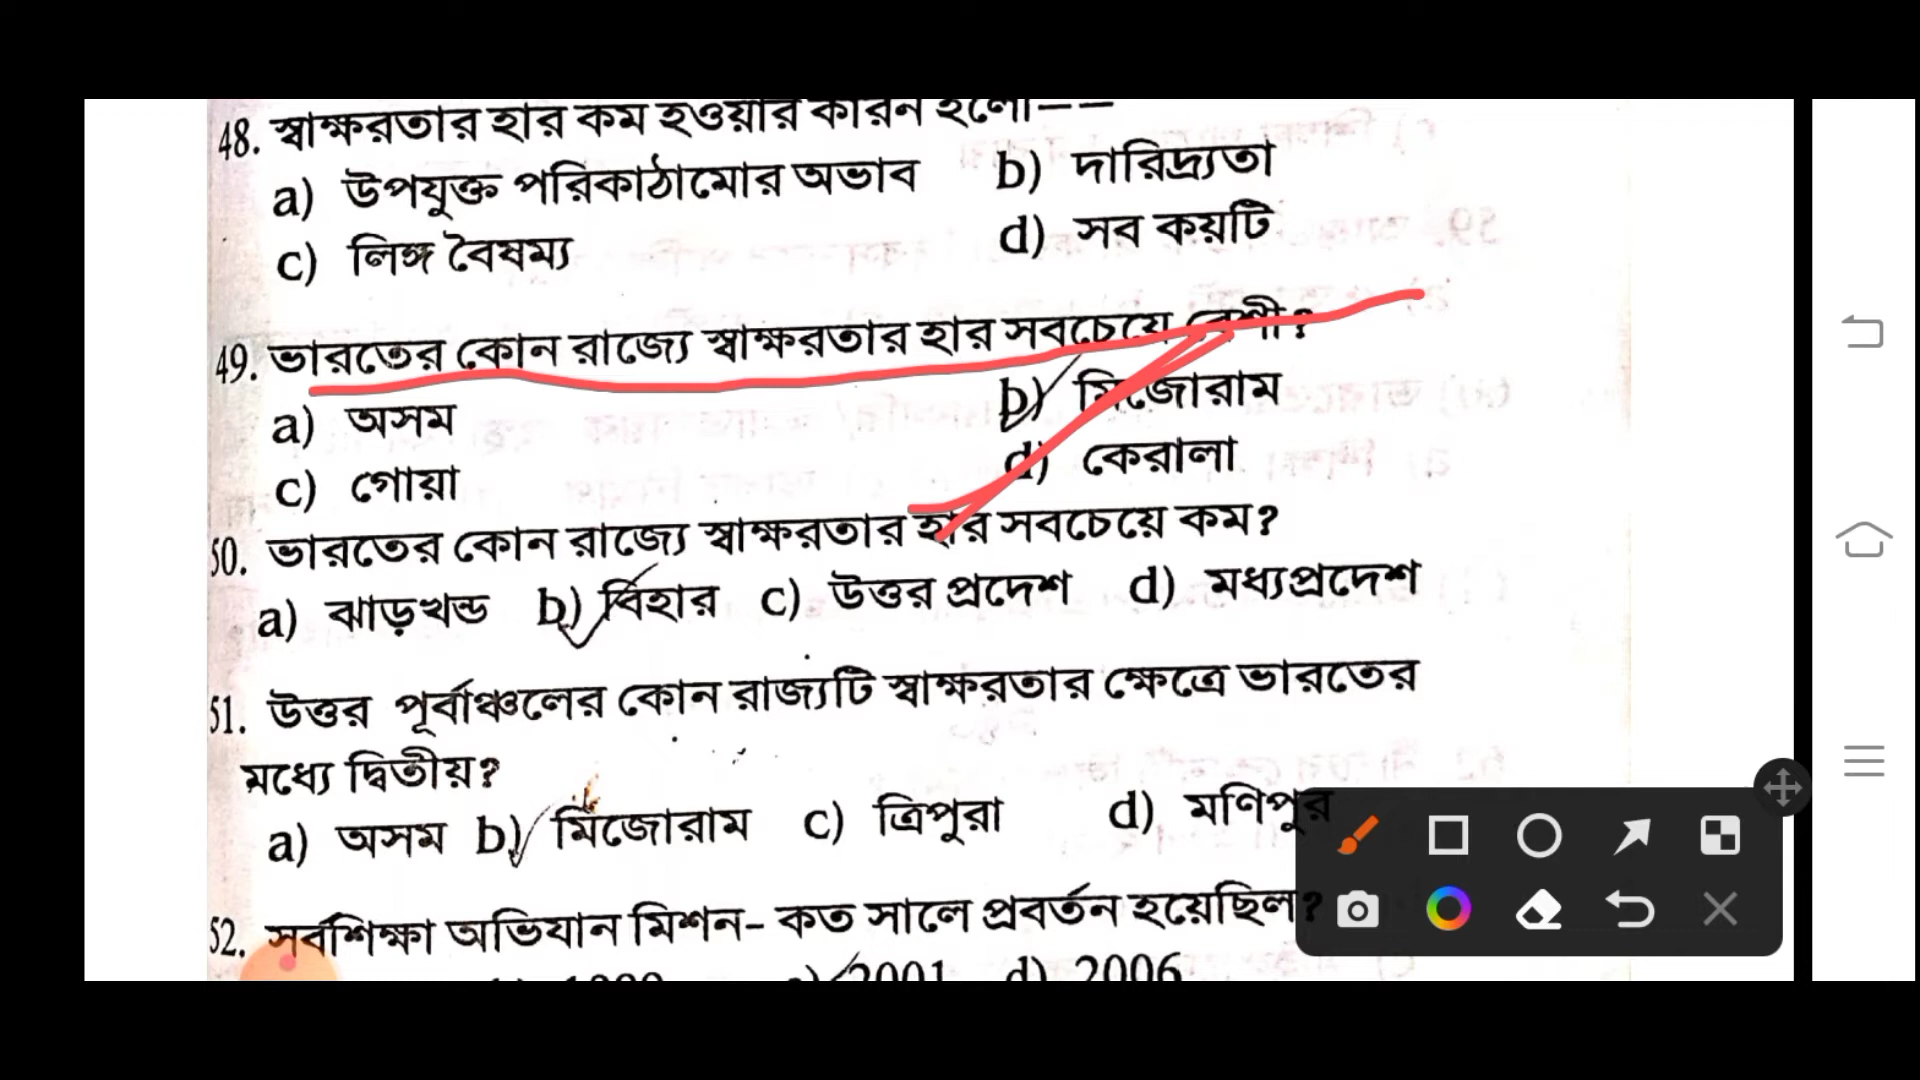 48. স্বাক্ষরতার হার কম হওয়ার কারন হলো——
a) উপযুক্ত পরিকাঠামোর অভাব b) দারিদ্র্যতা
c) লিঙ্গ বৈষম্য d) সব কয়টি
49. ভারতের কোন রাজ্যে স্বাক্ষরতার হার সবচেয়ে বেশী?
a) অসম b) মিজোরাম
c) গোয়া d) কেরালা
50. ভারতের কোন রাজ্যে স্বাক্ষরতার হার সবচেয়ে কম?
a) ঝাড়খন্ড b) বিহার c) উত্তর প্রদেশ d) মধ্যপ্রদেশ
51. উত্তর পূর্বাঞ্চলের কোন রাজ্যটি স্বাক্ষরতার ক্ষেত্রে ভারতের
মধ্যে দ্বিতীয়?
a) অসম b) মিজোরাম c) ত্রিপুরা d) মণিপুর
52. সর্বশিক্ষা অভিযান মিশন- কত সালে প্রবর্তন হয়েছিল?
c) 2001 d) 2006